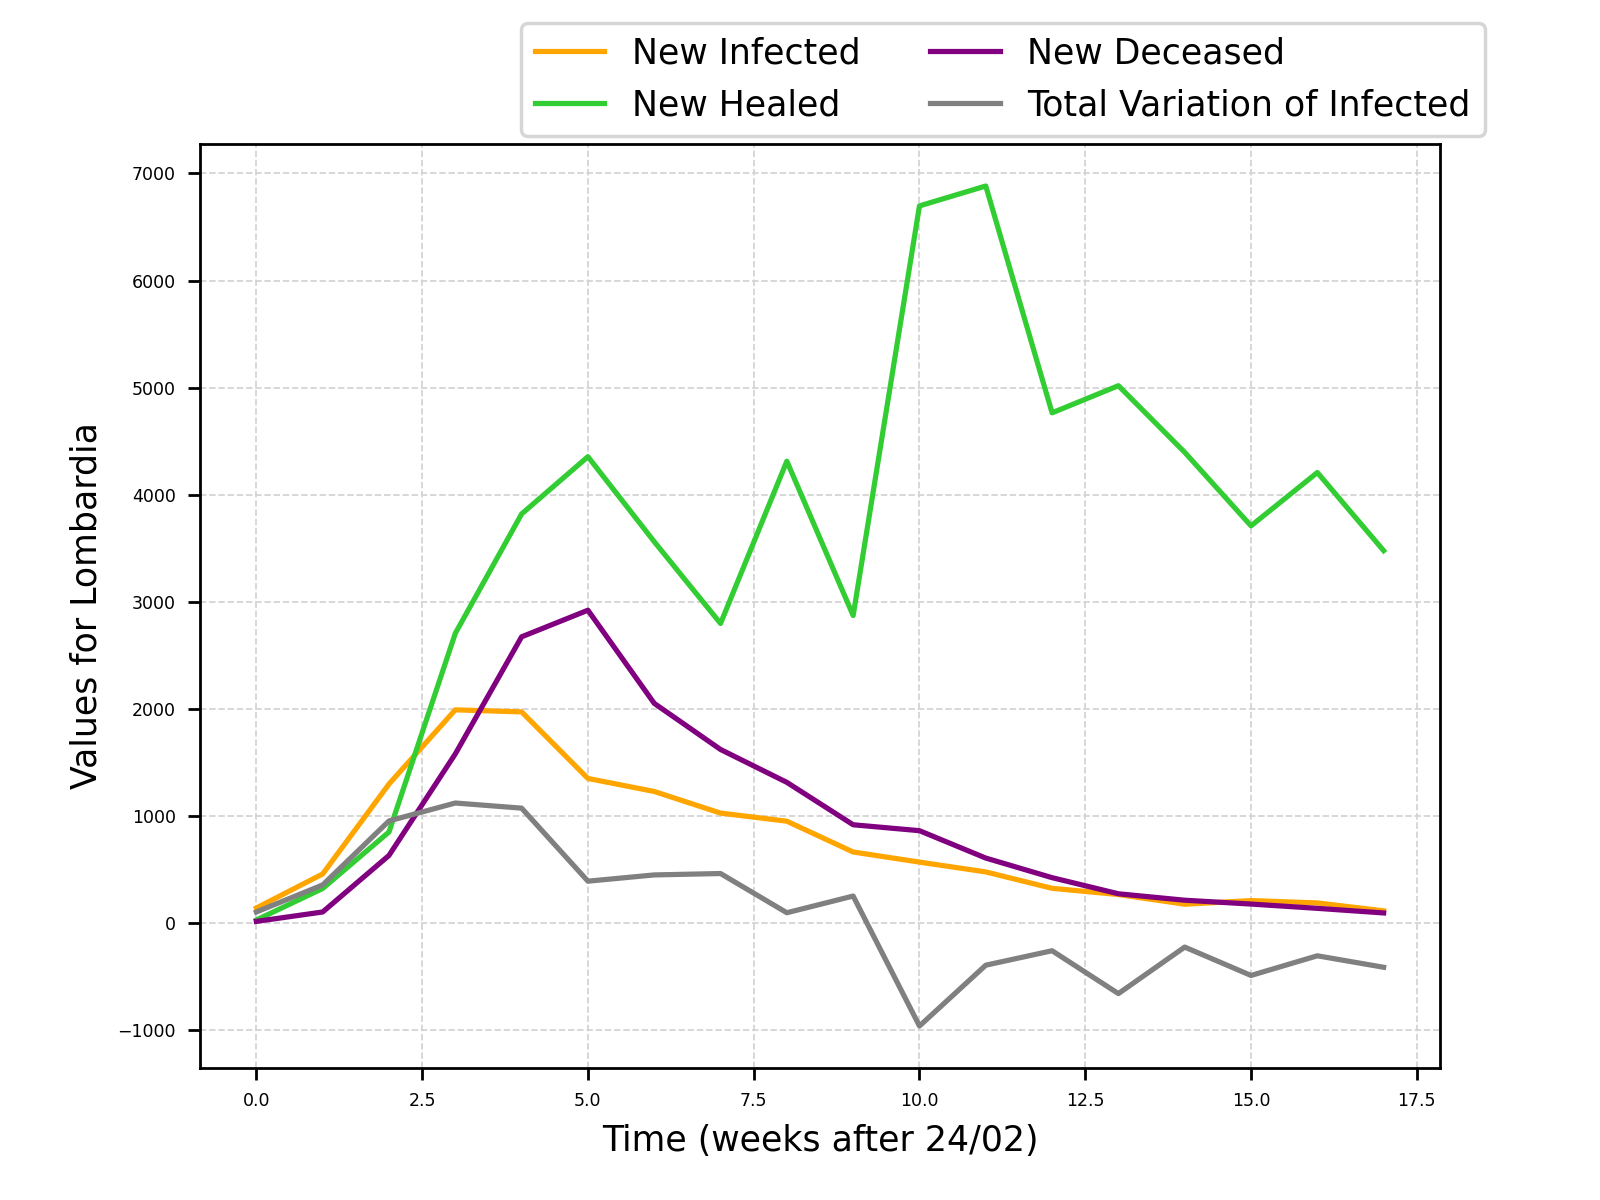 New Infected
New Healed
New Deceased
Total Variation of Infected
7000
6000
5000
4000
3000
2000
1000
0
−1000
Values for Lombardia
0.0 2.5 5.0 7.5 10.0 12.5 15.0 17.5
Time (weeks after 24/02)